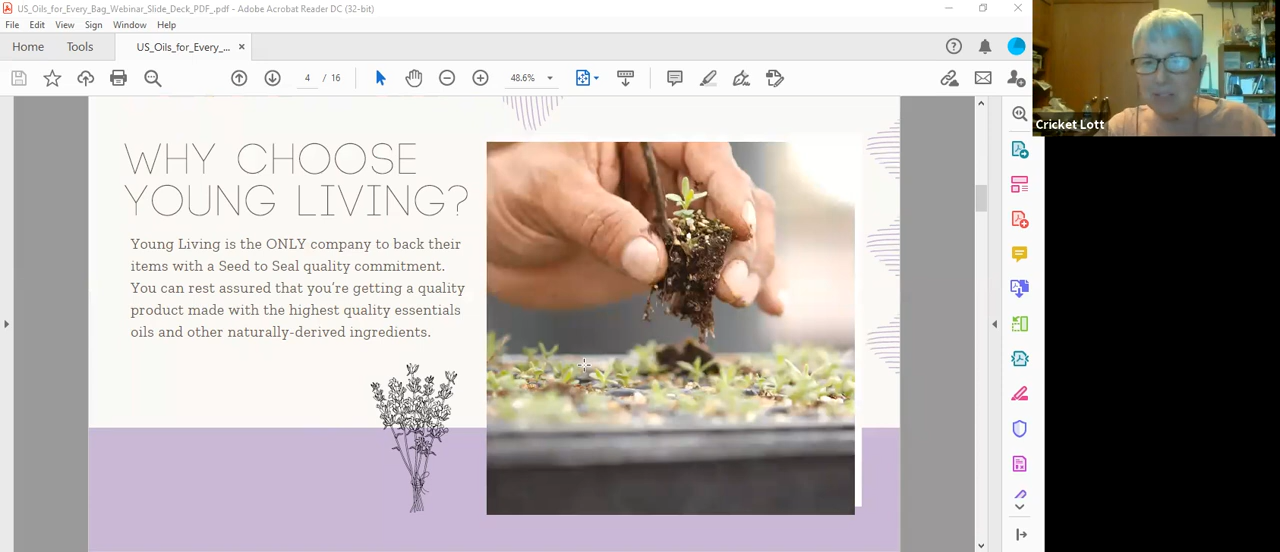 US_Oils_for_Every_Bag_Webinar_Slide_Deck_PDF_.pdf - Adobe Acrobat Reader DC (32-bit)
File Edit View Sign Window Help
Home Tools US_Oils_for_Every_... ×
4 / 16 48.6%
Cricket Lott
WHY CHOOSE
YOUNG LIVING?
Young Living is the ONLY company to back their
items with a Seed to Seal quality commitment.
You can rest assured that you're getting a quality
product made with the highest quality essentials
oils and other naturally-derived ingredients.